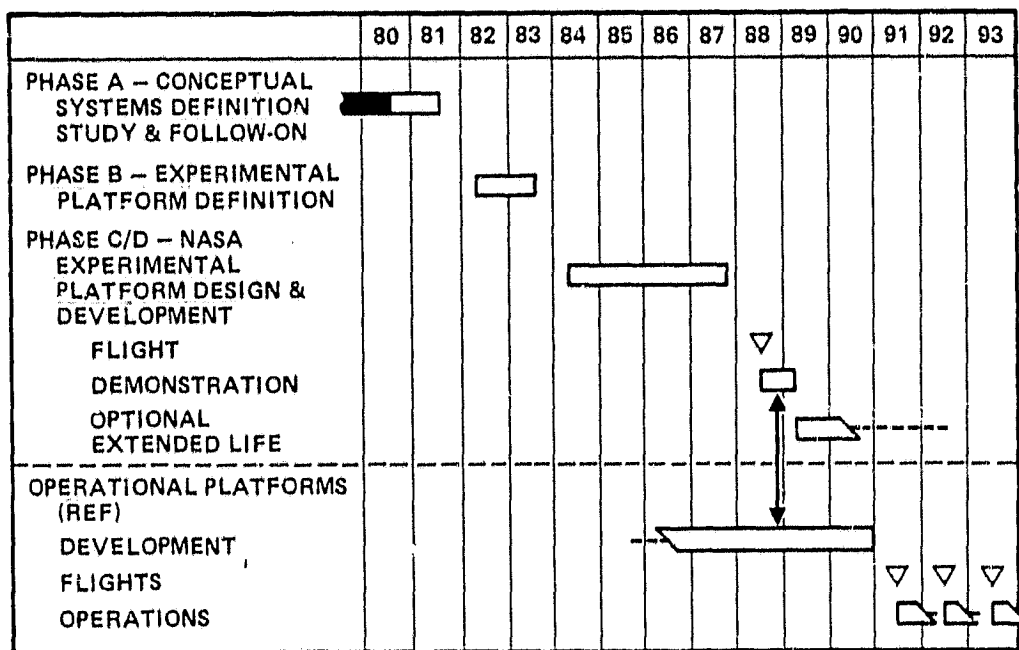 80 81 82 83 84 85 86 87 88 89 90 91 92 93
PHASE A – CONCEPTUAL
SYSTEMS DEFINITION
STUDY & FOLLOW-ON
PHASE B – EXPERIMENTAL
PLATFORM DEFINITION
PHASE C/D – NASA
EXPERIMENTAL
PLATFORM DESIGN &
DEVELOPMENT
FLIGHT
DEMONSTRATION
OPTIONAL
EXTENDED LIFE
OPERATIONAL PLATFORMS
(REF)
DEVELOPMENT
FLIGHTS
OPERATIONS